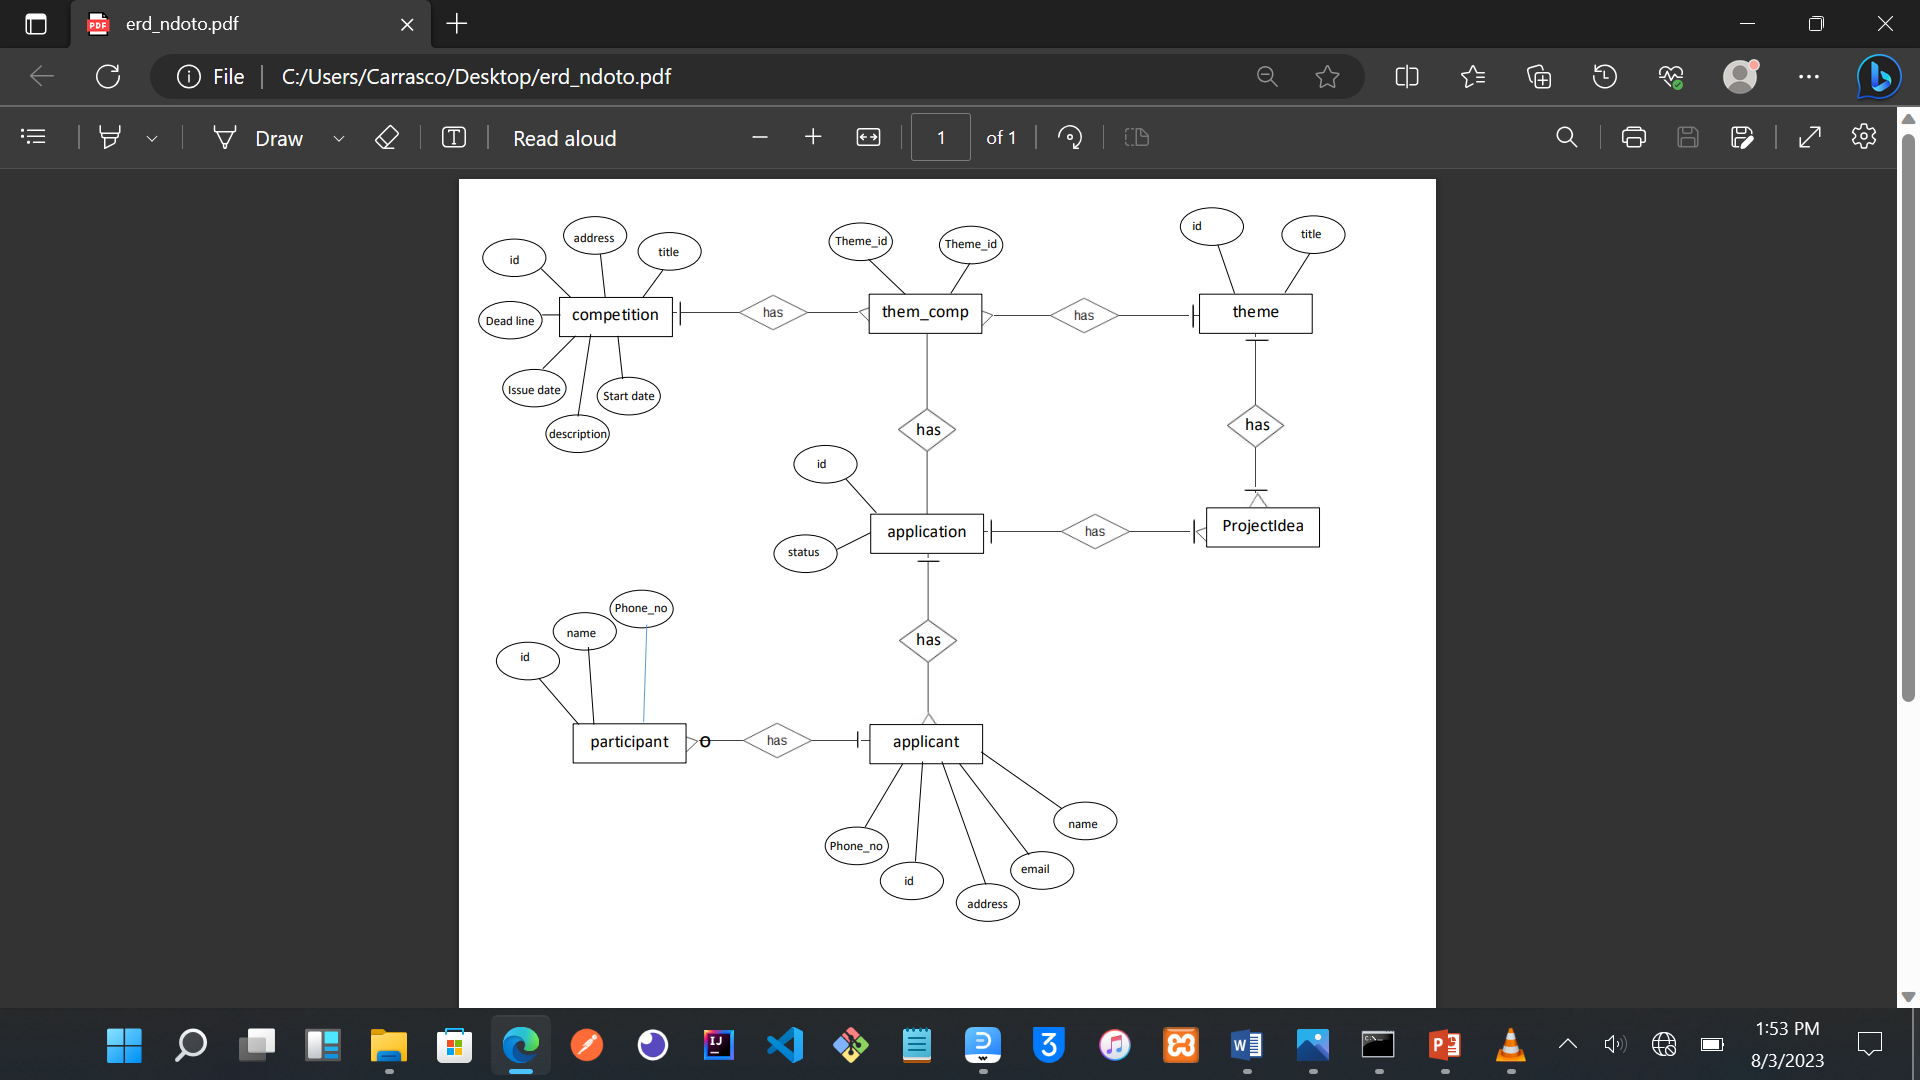 erd_ndoto.pdf
File
C:/Users/Carrasco/Desktop/erd_ndoto.pdf
Draw
Read aloud
1
of 1
id
address
title
Theme_id
Theme_id
id
title
Dead line
competition
has
them_comp
has
theme
Issue date
Start date
description
has
has
id
status
application
has
ProjectIdea
Phone_no
name
id
has
participant
O
has
applicant
Phone_no
id
address
email
name
1:53 PM
8/3/2023